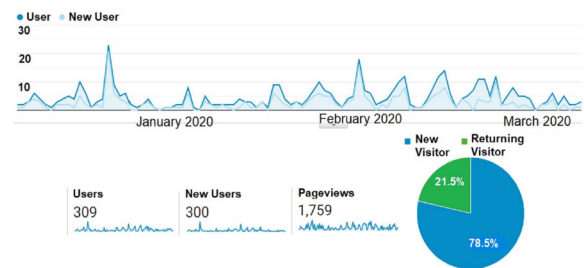 User New User
30
20
10
January 2020 February 2020 March 2020
New Visitor Returning Visitor
21.5%
78.5%
Users New Users Pageviews
309 300 1,759